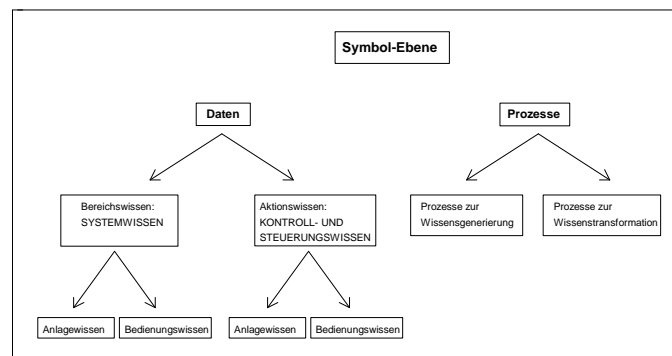 Symbol-Ebene
Daten
Prozesse
Bereichswissen:
SYSTEMWISSEN
Aktionswissen:
KONTROLL- UND
STEUERUNGSWISSEN
Prozesse zur
Wissensgenerierung
Prozesse zur
Wissenstransformation
Anlagewissen
Bedienungswissen
Anlagewissen
Bedienungswissen